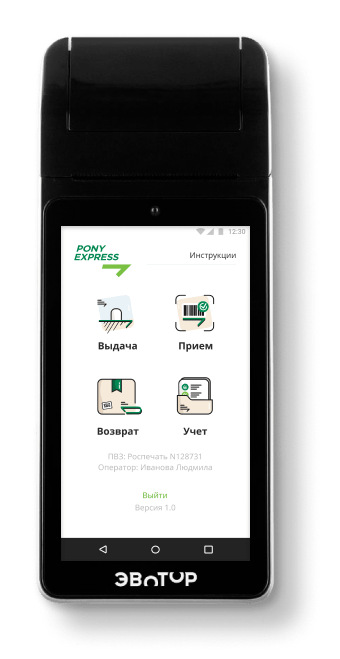 12:30
PONY
EXPRESS
Инструкции
Выдача
Прием
Возврат
Учет
ПВЗ: Роспечать N128731
Оператор: Иванова Людмила
Выйти
Версия 1.0
ЭВОТОР